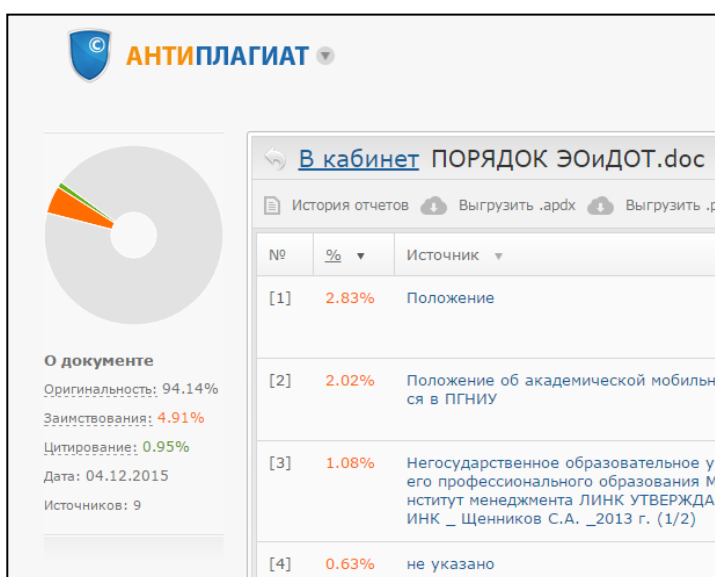 ©
АНТИПЛАГИАТ
В кабинет ПОРЯДОК ЭОиДОТ.doc
История отчетов Выгрузить .apdx Выгрузить .p
№ % Источник
[1] 2.83% Положение
[2] 2.02% Положение об академической мобильн
ся в ПГНИУ
[3] 1.08% Негосударственное образовательное у
его профессионального образования М
нститут менеджмента ЛИНК УТВЕРЖДА
ИНК _ Щенников С.А. _2013 г. (1/2)
[4] 0.63% не указано
О документе
Оригинальность: 94.14%
Заимствования: 4.91%
Цитирование: 0.95%
Дата: 04.12.2015
Источников: 9